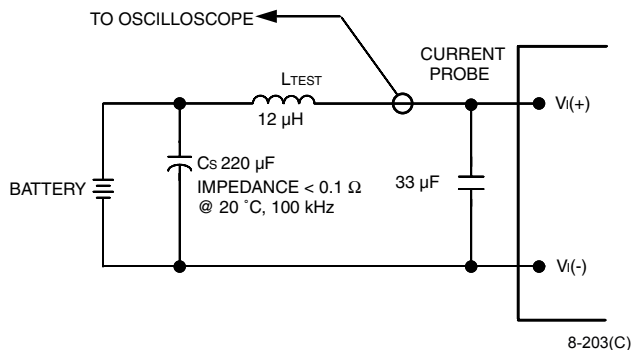 TO OSCILLOSCOPE
CURRENT
PROBE
LTEST
12 µH
VI(+)
CS 220 µF
IMPEDANCE < 0.1 Ω
@ 20 ˚C, 100 kHz
33 µF
BATTERY
VI(-)
8-203(C)